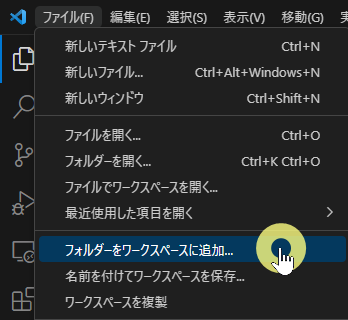 ファイル(F) 編集(E) 選択(S) 表示(V) 移動(G)
新しいテキスト ファイル Ctrl+N
新しいファイル... Ctrl+Alt+Windows+N
新しいウィンドウ Ctrl+Shift+N
ファイルを開く... Ctrl+O
フォルダーを開く... Ctrl+K Ctrl+O
ファイルでワークスペースを開く...
最近使用した項目を開く
フォルダーをワークスペースに追加...
名前を付けてワークスペースを保存...
ワークスペースを複製